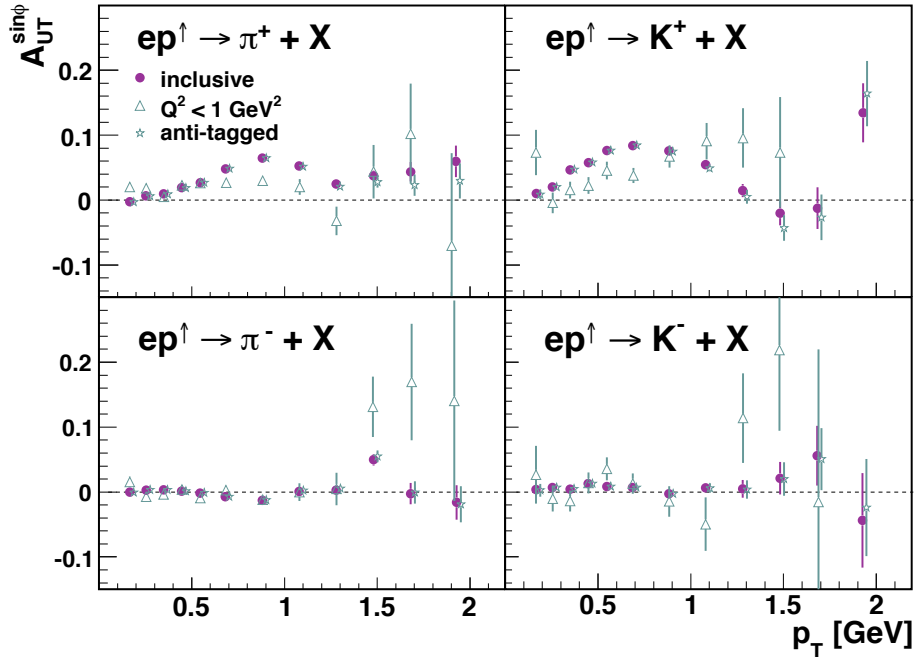 A_UT^sinϕ
ep↑ → π+ + X
ep↑ → K+ + X
inclusive
Q² < 1 GeV²
anti-tagged
0.2
0.1
0
-0.1
ep↑ → π- + X
ep↑ → K- + X
0.2
0.1
0
-0.1
0.5 1 1.5 2 0.5 1 1.5 2
p_T [GeV]